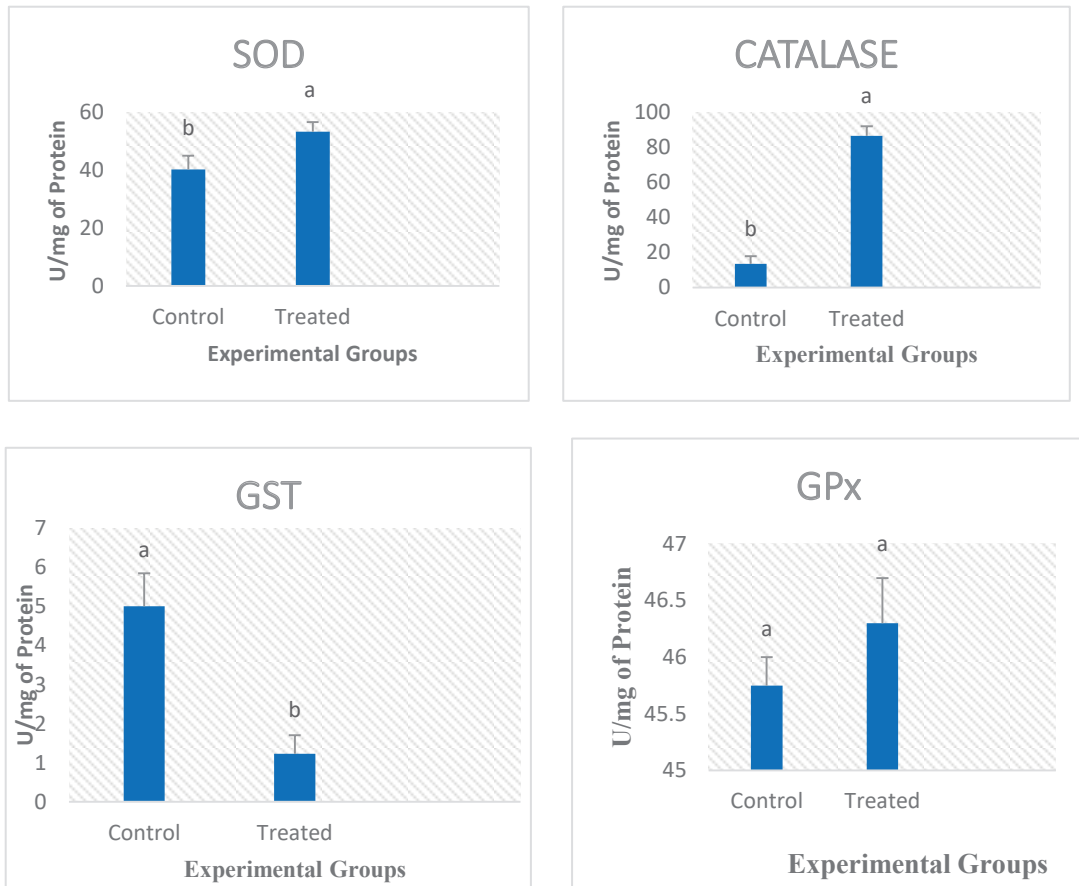 SOD
U/mg of Protein
60
40
20
0
b
a
Control Treated
Experimental Groups
CATALASE
U/mg of Protein
100
80
60
40
20
0
b
a
Control Treated
Experimental Groups
GST
U/mg of Protein
7
6
5
4
3
2
1
0
a
b
Control Treated
Experimental Groups
GPx
U/mg of Protein
47
46.5
46
45.5
45
a
a
Control Treated
Experimental Groups